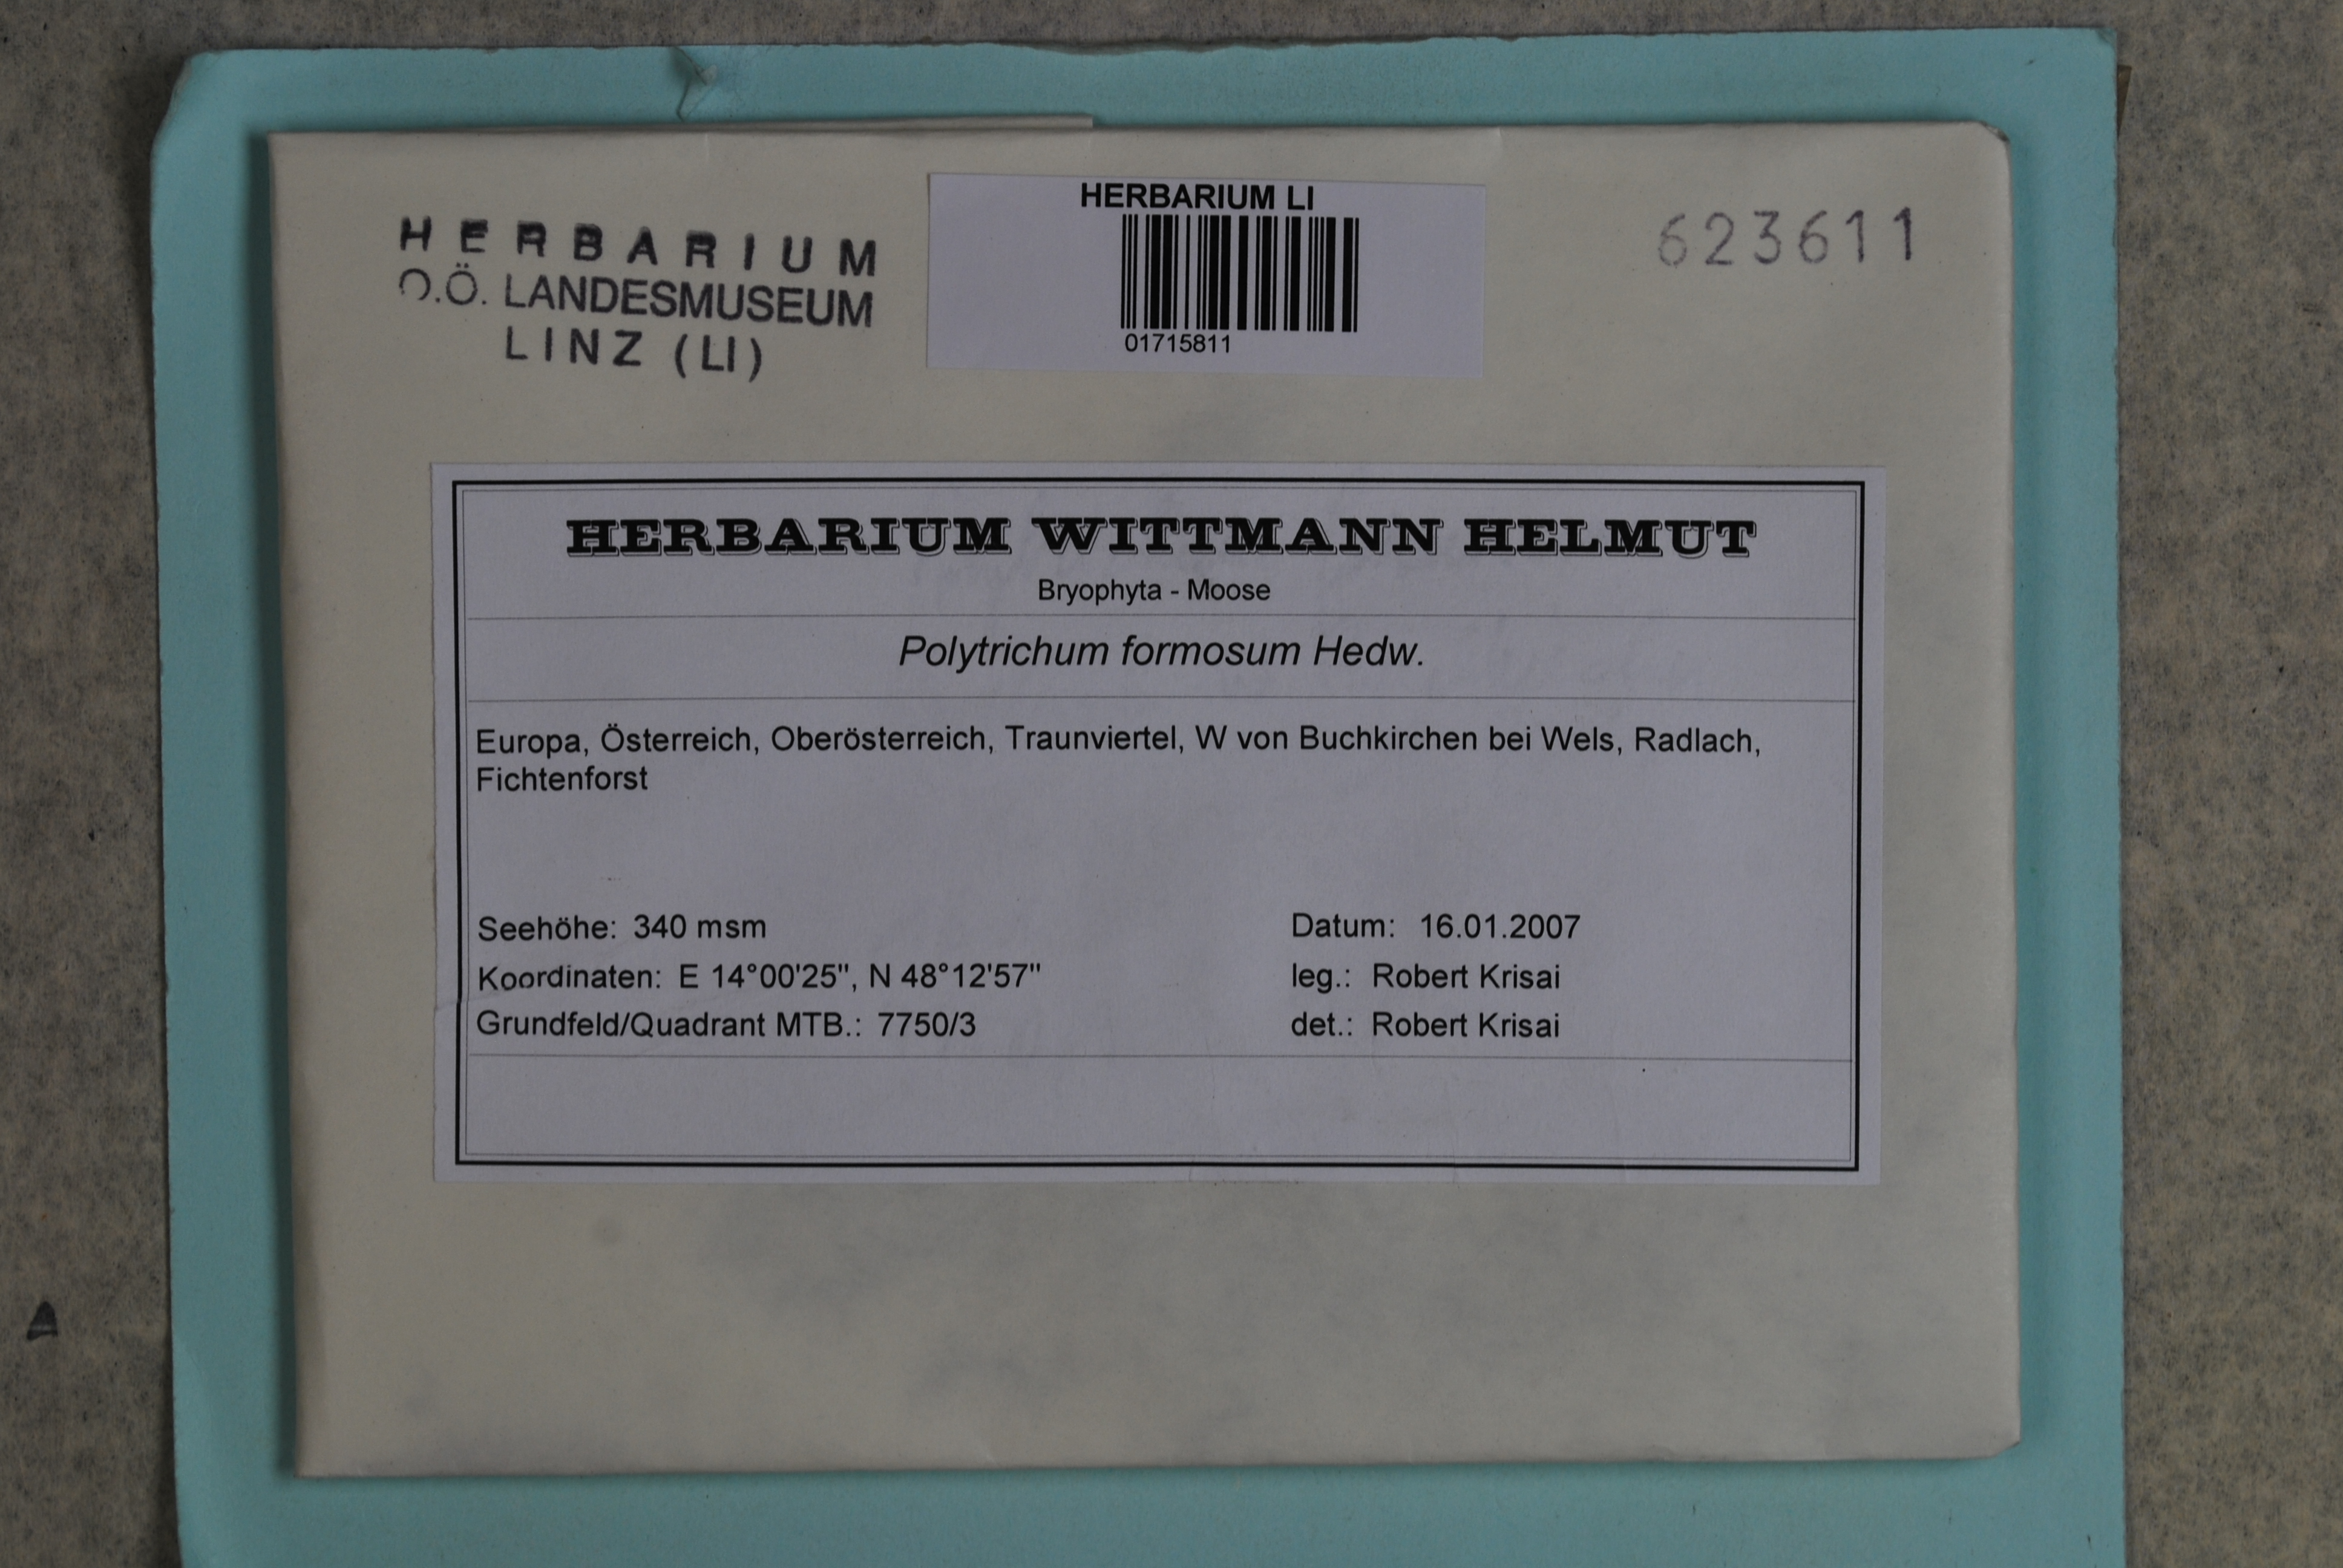 HERBARIUM
O.Ö. LANDESMUSEUM
LINZ (LI)
HERBARIUM LI
01715811
623611
HERBARIUM WITTMANN HELMUT
Bryophyta - Moose
Polytrichum formosum Hedw.
Europa, Österreich, Oberösterreich, Traunviertel, W von Buchkirchen bei Wels, Radlach,
Fichtenforst
Seehöhe: 340 msm
Datum: 16.01.2007
Koordinaten: E 14°00'25", N 48°12'57"
leg.: Robert Krisai
Grundfeld/Quadrant MTB.: 7750/3
det.: Robert Krisai